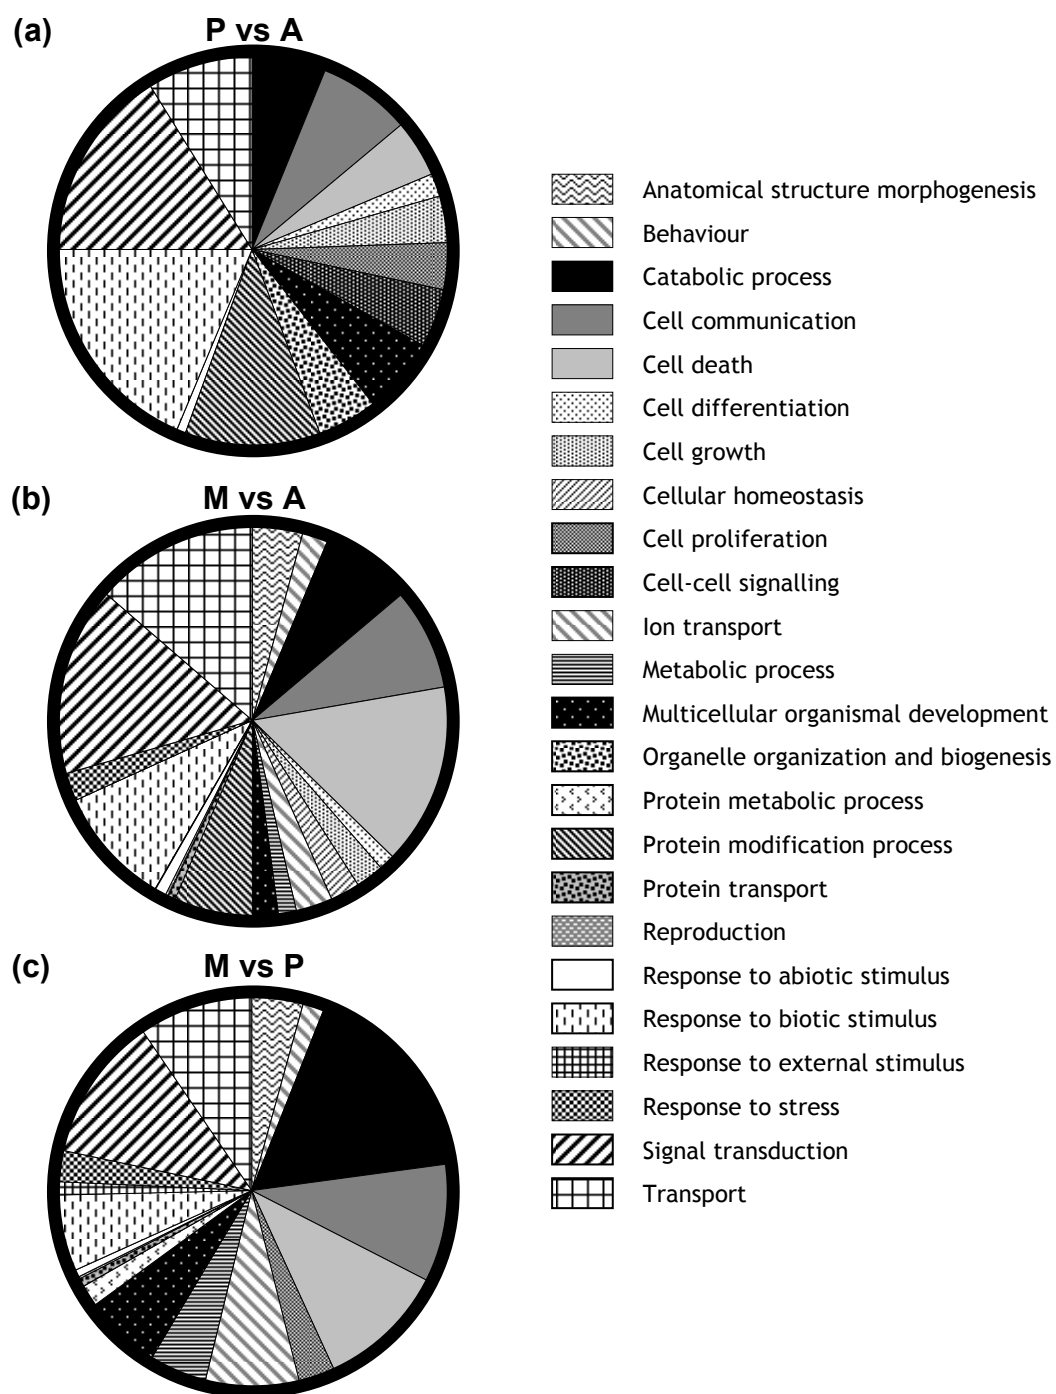 (a)
P vs A
(b)
M vs A
(c)
M vs P
Anatomical structure morphogenesis
Behaviour
Catabolic process
Cell communication
Cell death
Cell differentiation
Cell growth
Cellular homeostasis
Cell proliferation
Cell-cell signalling
Ion transport
Metabolic process
Multicellular organismal development
Organelle organization and biogenesis
Protein metabolic process
Protein modification process
Protein transport
Reproduction
Response to abiotic stimulus
Response to biotic stimulus
Response to external stimulus
Response to stress
Signal transduction
Transport